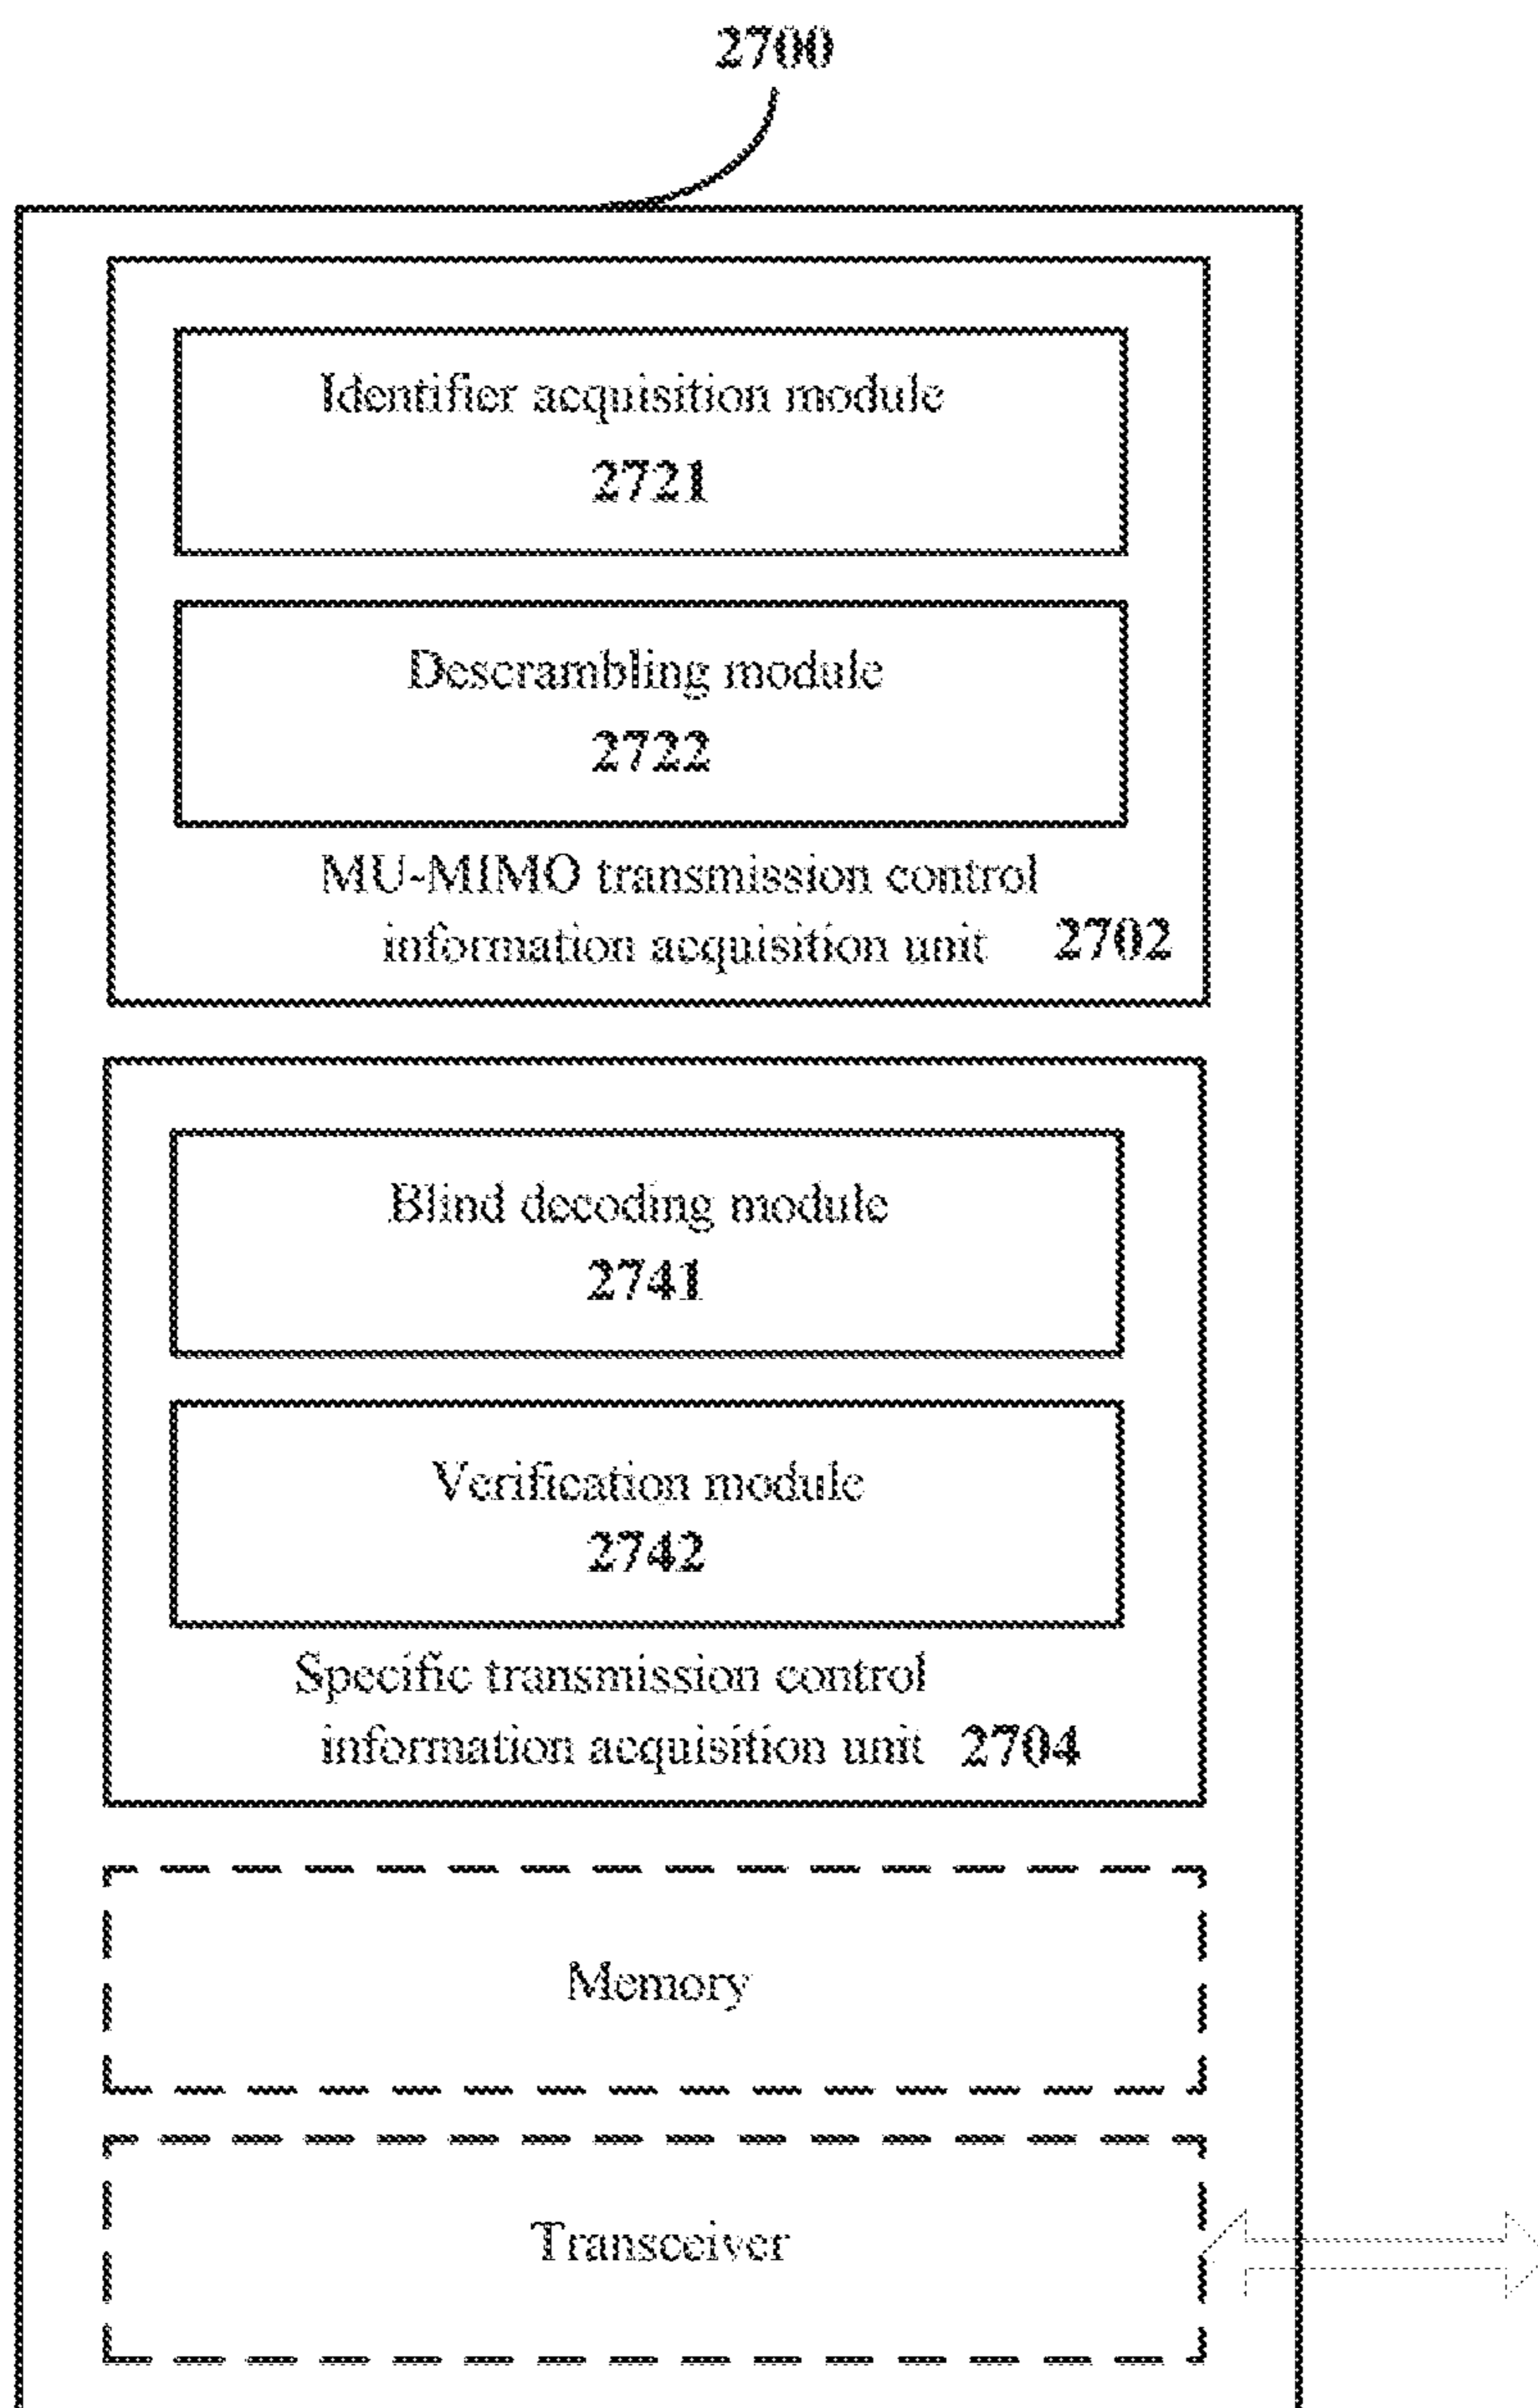 2700
Identifier acquisition module
2721
Descrambling module
2722
MU-MIMO transmission control
information acquisition unit 2702
Blind decoding module
2741
Verification module
2742
Specific transmission control
information acquisition unit 2704
Memory
Transceiver